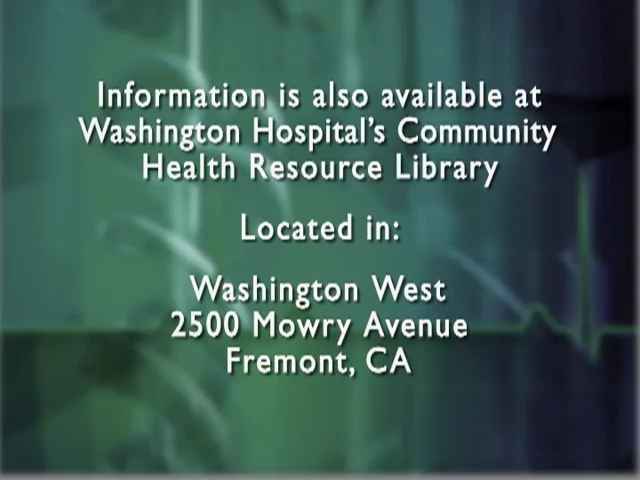 Information is also available at
Washington Hospital's Community
Health Resource Library
Located in:
Washington West
2500 Mowry Avenue
Fremont, CA